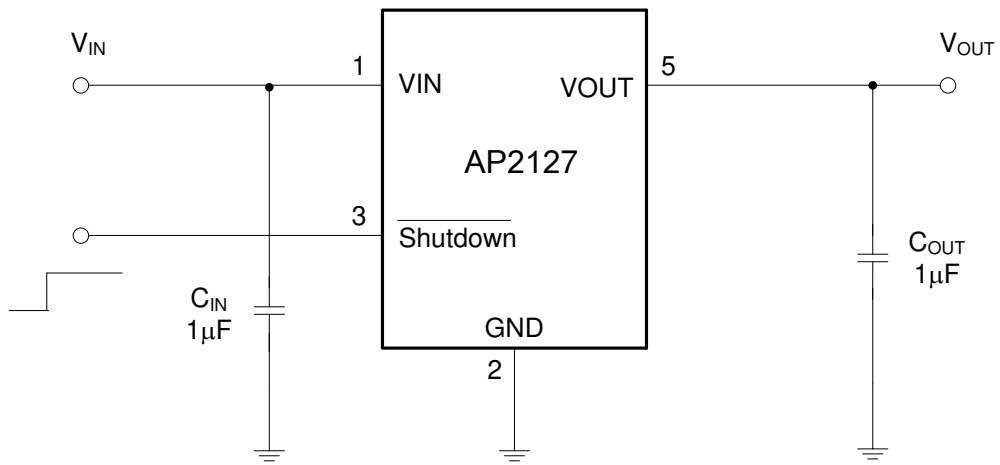 VIN
VOUT
1
VIN
VOUT
5
AP2127
3
Shutdown
COUT
1μF
CIN
1μF
GND
2